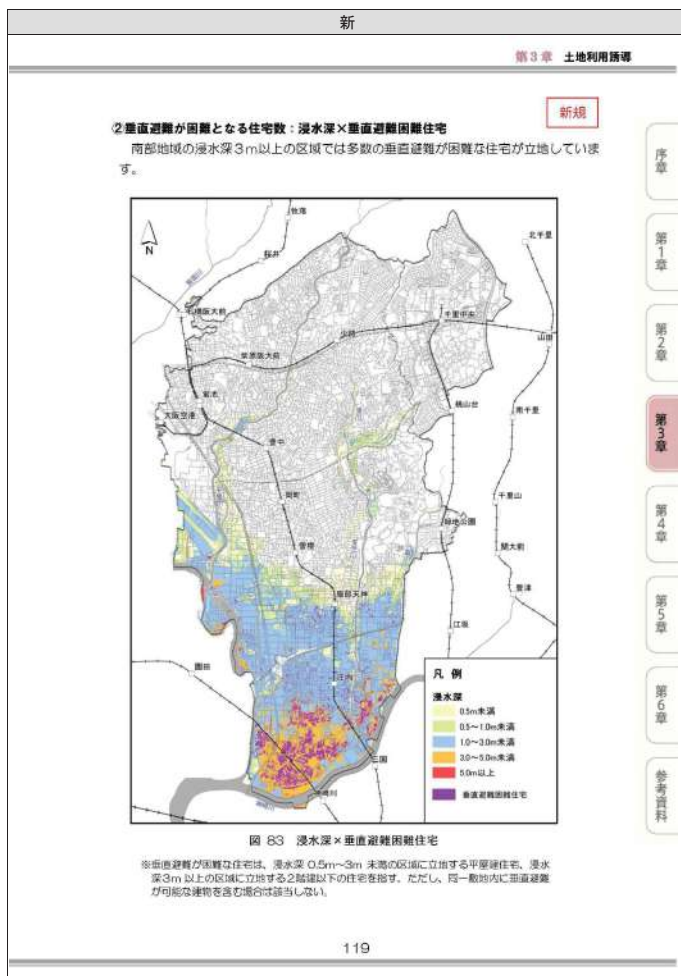 新
第3章 土地利用誘導
新規
②垂直避難が困難となる住宅数：浸水深×垂直避難困難住宅
南部地域の浸水深3m以上の区域では多数の垂直避難が困難な住宅が立地していま
す。
序章
第1章
第2章
第3章
第4章
第5章
第6章
参考資料
N
牧落
桜井
北千里
千里中央
山田
少路
柴原阪大前
蛍池
大阪空港
桃山台
南千里
豊中
岡町
千里山
緑地公園
曽根
関大前
豊津
服部天神
江坂
園田
庄内
三国
神崎川
凡 例
浸水深
0.5m未満
0.5～1.0m未満
1.0～3.0m未満
3.0～5.0m未満
5.0m以上
垂直避難困難住宅
図 83 浸水深×垂直避難困難住宅
※垂直避難が困難な住宅は、浸水深 0.5m～3m 未満の区域に立地する平屋建住宅、浸水
深3m 以上の区域に立地する2階建以下の住宅を指す。ただし、同一敷地内に垂直避難
が可能な建物を含む場合は該当しない。
119